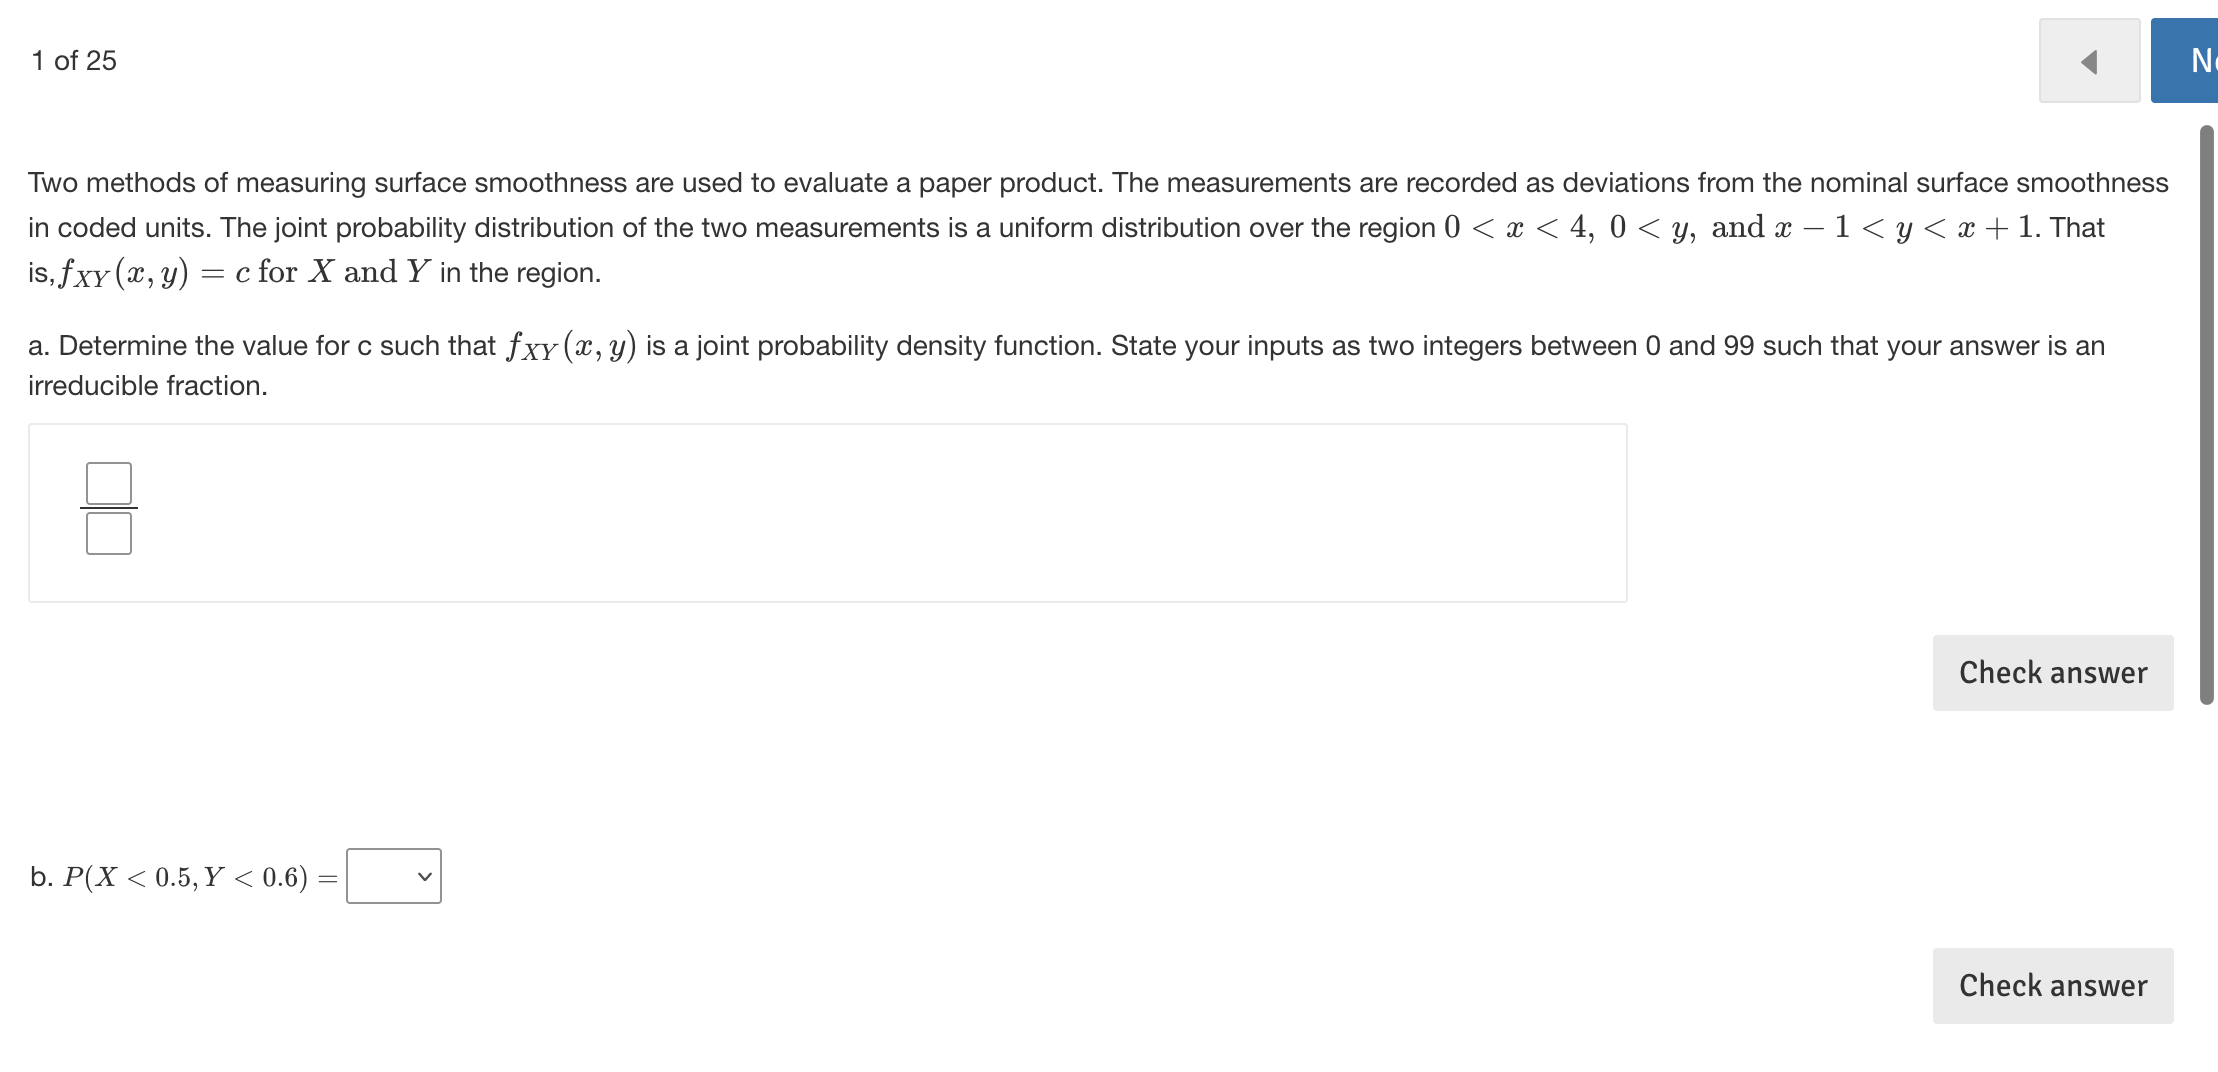 1 of 25
Two methods of measuring surface smoothness are used to evaluate a paper product. The measurements are recorded as deviations from the nominal surface smoothness
in coded units. The joint probability distribution of the two measurements is a uniform distribution over the region 0 < x < 4, 0 < y, and x − 1 < y < x + 1. That
is, f_{XY}(x, y) = c for X and Y in the region.
a. Determine the value for c such that f_{XY}(x, y) is a joint probability density function. State your inputs as two integers between 0 and 99 such that your answer is an
irreducible fraction.
Check answer
b. P(X < 0.5, Y < 0.6) =
Check answer